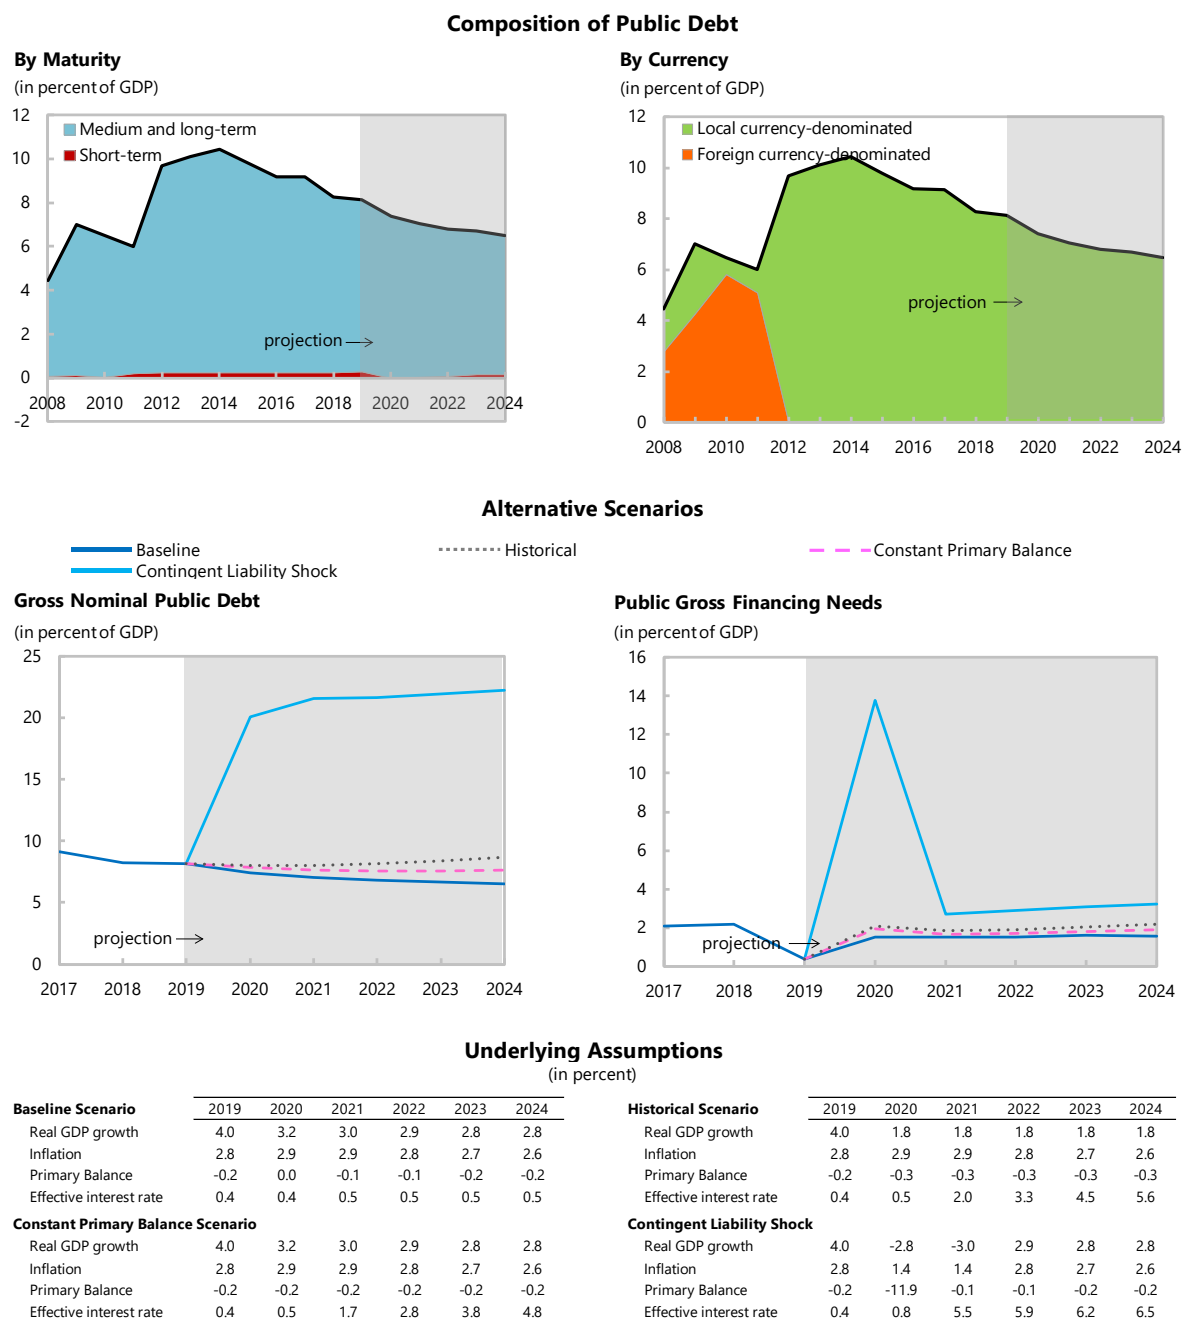 Composition of Public Debt
By Maturity
(in percent of GDP)
12
10
8
6
4
2
0
-2
Medium and long-term
Short-term
projection
2008 2010 2012 2014 2016 2018 2020 2022 2024
By Currency
(in percent of GDP)
12
10
8
6
4
2
0
Local currency-denominated
Foreign currency-denominated
projection
2008 2010 2012 2014 2016 2018 2020 2022 2024
Alternative Scenarios
Baseline
Historical
Constant Primary Balance
Contingent Liability Shock
Gross Nominal Public Debt
(in percent of GDP)
25
20
15
10
5
0
projection
2017 2018 2019 2020 2021 2022 2023 2024
Public Gross Financing Needs
(in percent of GDP)
16
14
12
10
8
6
4
2
0
projection
2017 2018 2019 2020 2021 2022 2023 2024
Underlying Assumptions
(in percent)
Baseline Scenario 2019 2020 2021 2022 2023 2024
Real GDP growth 4.0 3.2 3.0 2.9 2.8 2.8
Inflation 2.8 2.9 2.9 2.8 2.7 2.6
Primary Balance -0.2 0.0 -0.1 -0.1 -0.2 -0.2
Effective interest rate 0.4 0.4 0.5 0.5 0.5 0.5
Constant Primary Balance Scenario
Real GDP growth 4.0 3.2 3.0 2.9 2.8 2.8
Inflation 2.8 2.9 2.9 2.8 2.7 2.6
Primary Balance -0.2 -0.2 -0.2 -0.2 -0.2 -0.2
Effective interest rate 0.4 0.5 1.7 2.8 3.8 4.8
Historical Scenario 2019 2020 2021 2022 2023 2024
Real GDP growth 4.0 1.8 1.8 1.8 1.8 1.8
Inflation 2.8 2.9 2.9 2.8 2.7 2.6
Primary Balance -0.2 -0.3 -0.3 -0.3 -0.3 -0.3
Effective interest rate 0.4 0.5 2.0 3.3 4.5 5.6
Contingent Liability Shock
Real GDP growth 4.0 -2.8 -3.0 2.9 2.8 2.8
Inflation 2.8 1.4 1.4 2.8 2.7 2.6
Primary Balance -0.2 -11.9 -0.1 -0.1 -0.2 -0.2
Effective interest rate 0.4 0.8 5.5 5.9 6.2 6.5